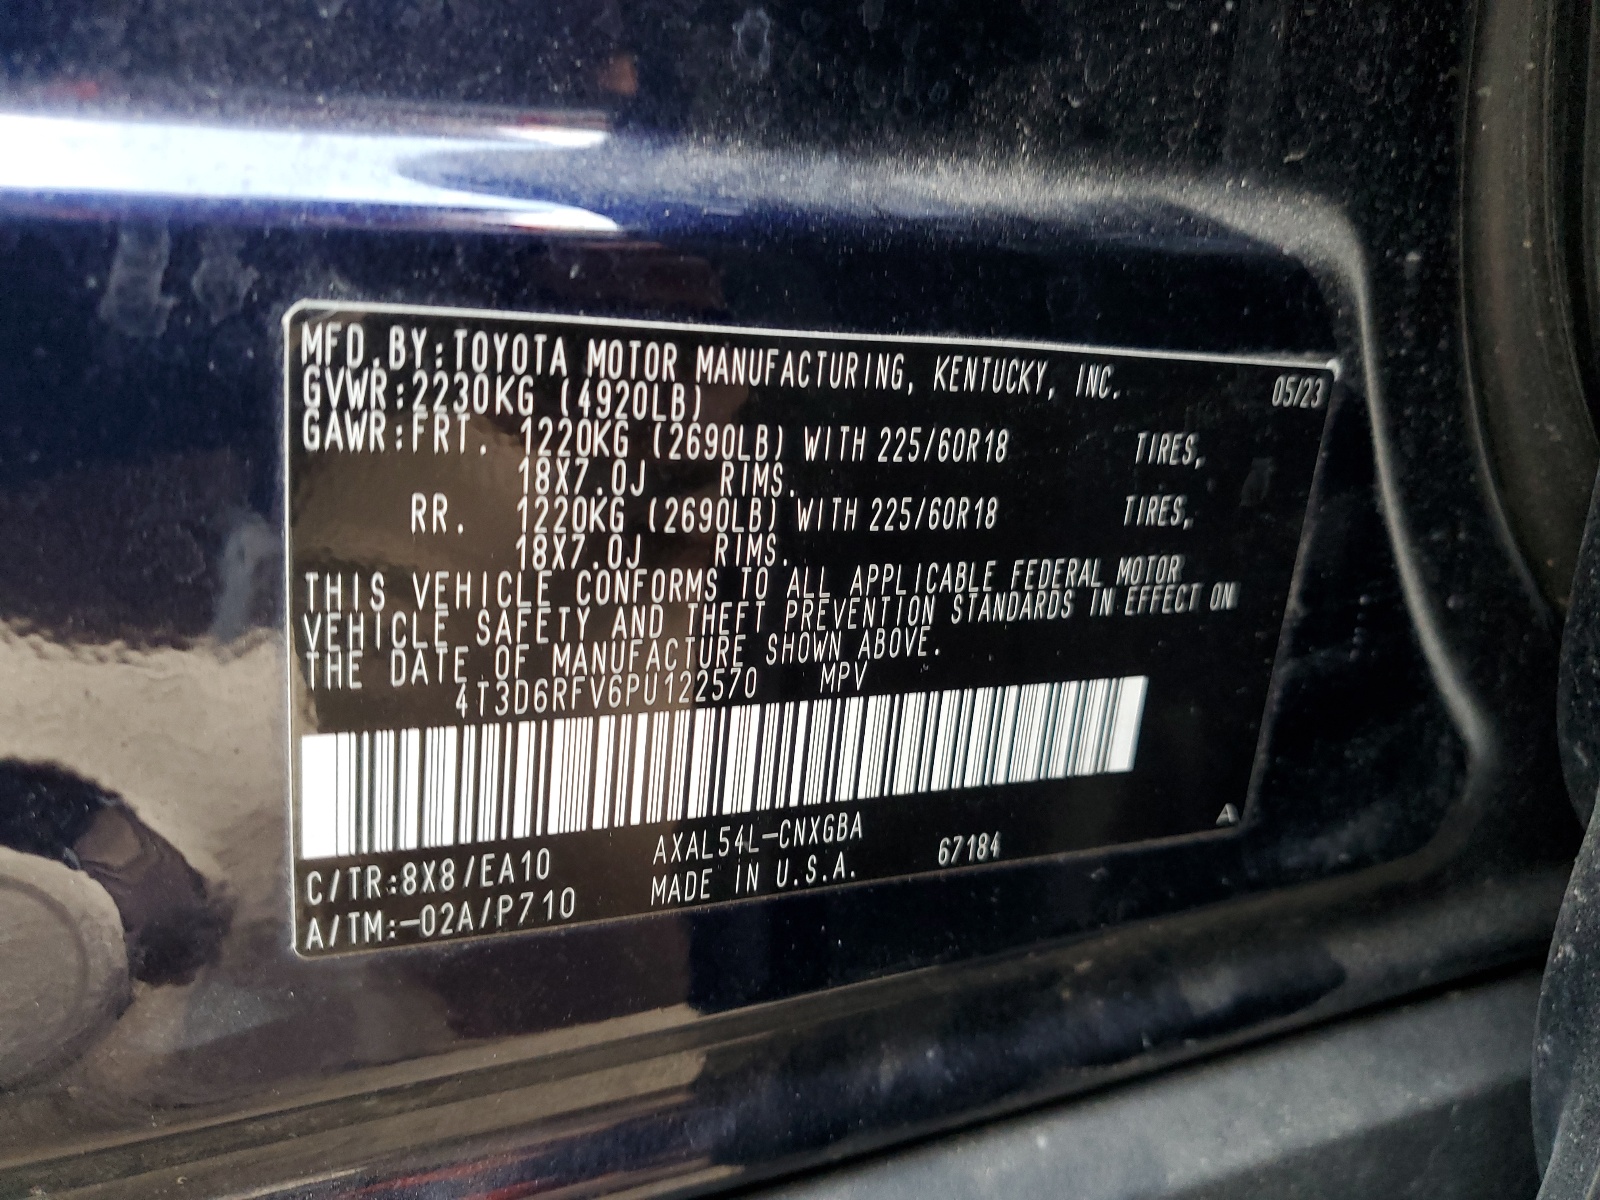 MFD.BY:TOYOTA MOTOR MANUFACTURING, KENTUCKY, INC. 05/23
GVWR:2230KG (4920LB)
GAWR:FRT. 1220KG (2690LB) WITH 225/60R18 TIRES,
18X7.0J RIMS.
RR. 1220KG (2690LB) WITH 225/60R18 TIRES,
18X7.0J RIMS.
THIS VEHICLE CONFORMS TO ALL APPLICABLE FEDERAL MOTOR
VEHICLE SAFETY AND THEFT PREVENTION STANDARDS IN EFFECT ON
THE DATE OF MANUFACTURE SHOWN ABOVE.
4T3D6RFV6PU122570 MPV
C/TR:8X8/EA10 AXAL54L-CNXGBA 67184 A
A/TM:-02A/P710 MADE IN U.S.A.